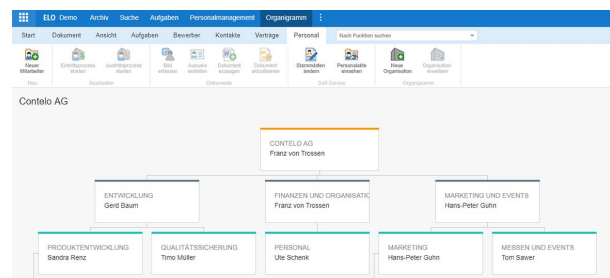 ELO Demo Archiv Suche Aufgaben Personalmanagement Organigramm
Start Dokument Ansicht Aufgaben Bewerber Kontakte Verträge Personal Nach Funktion suchen
Neuer Mitarbeiter
Eintrittsprozess starten
Austrittsprozess starten
Bild erfassen
Ausweis erstellen
Dokument erzeugen
Dokument aktualisieren
Stammdaten ändern
Personalakte einsehen
Neue Organisation
Organisation erweitern
Neu Bearbeiten Dokumente Self Service Organigramm
Contelo AG
CONTELO AG
Franz von Trossen
ENTWICKLUNG
Gerd Baum
FINANZEN UND ORGANISATIO
Franz von Trossen
MARKETING UND EVENTS
Hans-Peter Guhn
PRODUKTENTWICKLUNG
Sandra Renz
QUALITÄTSSICHERUNG
Timo Müller
PERSONAL
Ute Schenk
MARKETING
Hans-Peter Guhn
MESSEN UND EVENTS
Tom Sawer